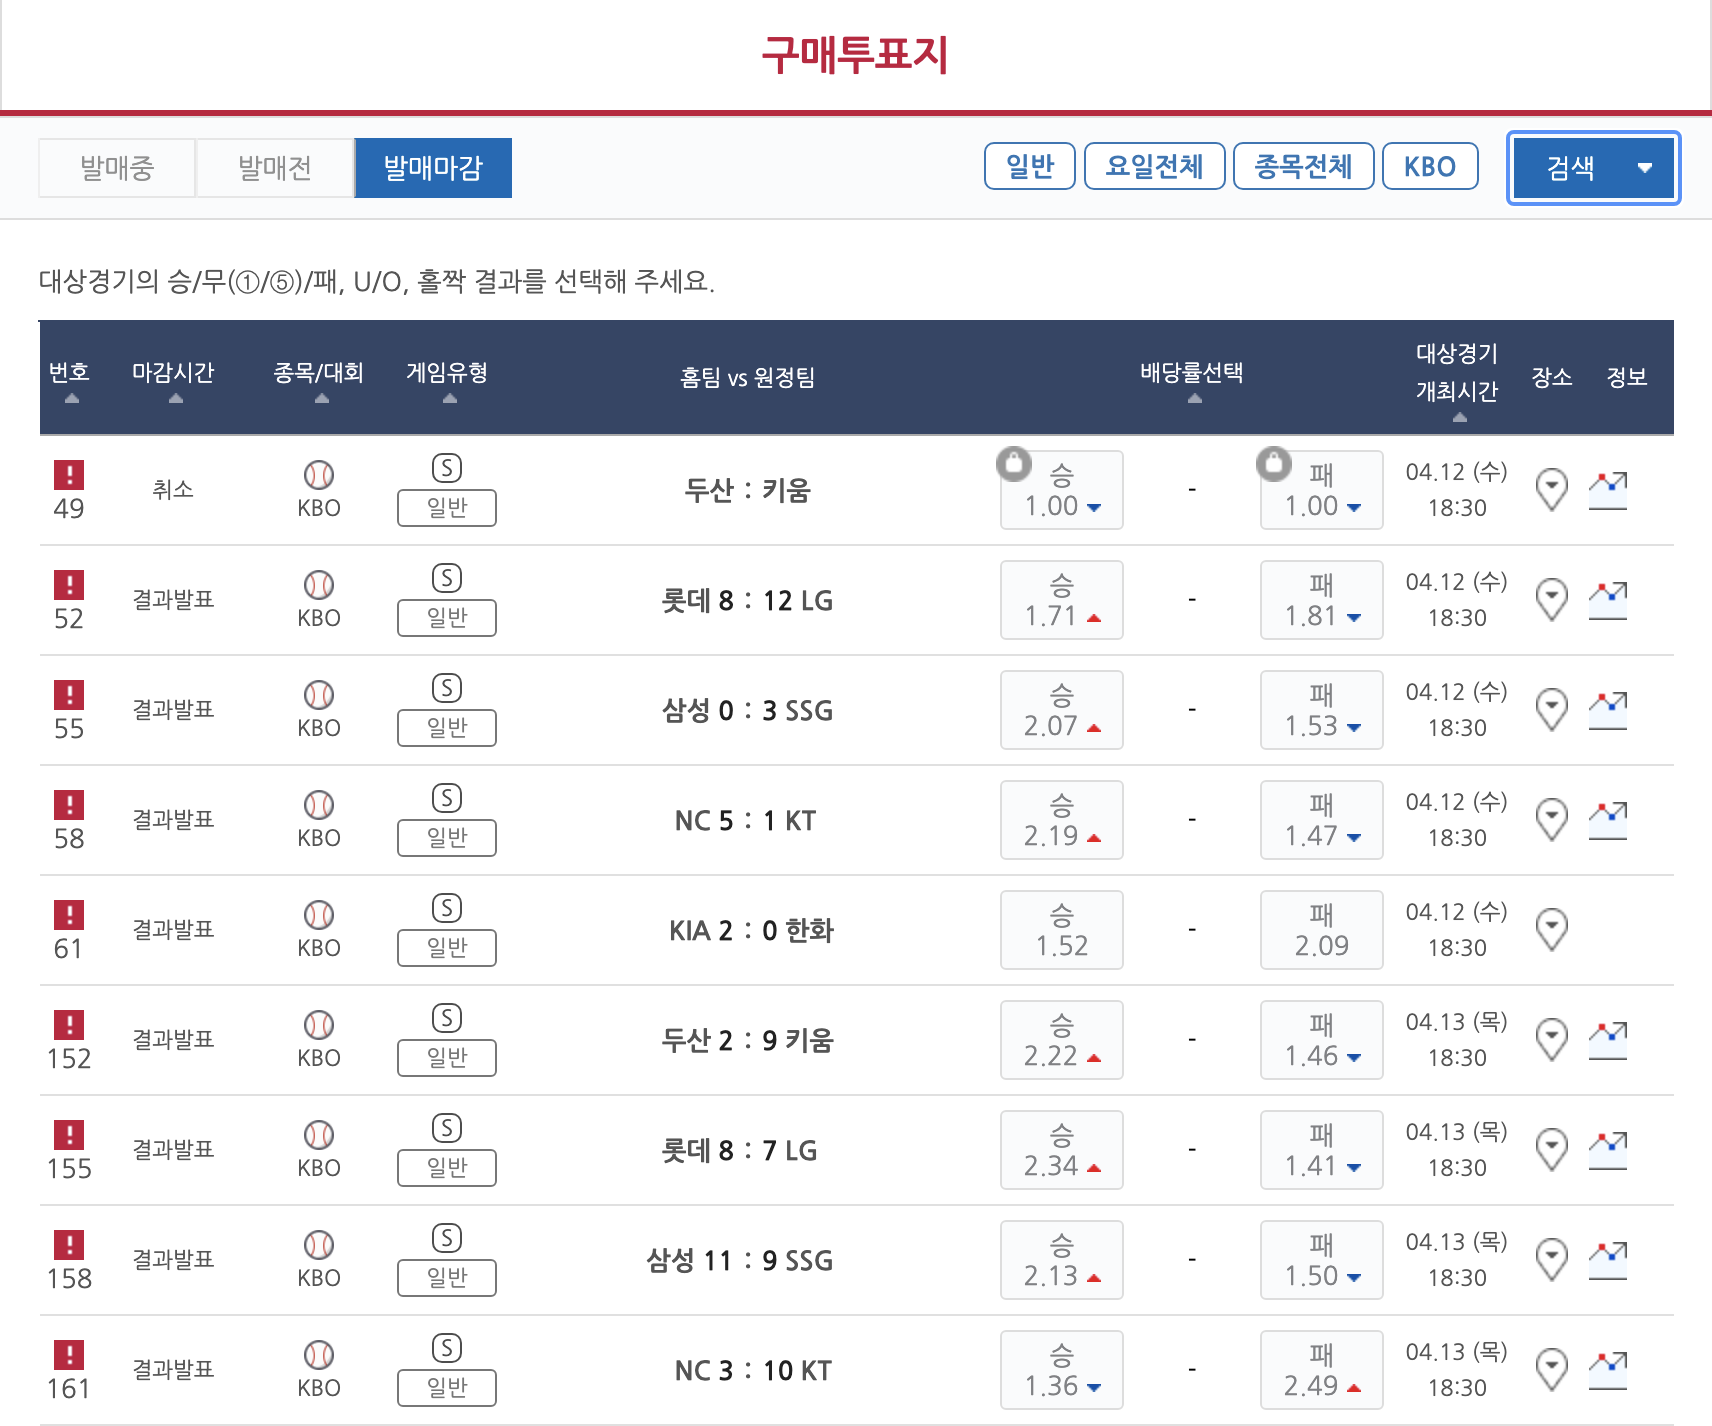 구매투표지
발매중 발매전 발매마감 일반 요일전체 종목전체 KBO 검색
대상경기의 승/무(①/⑤)/패, U/O, 홀짝 결과를 선택해 주세요.
번호 마감시간 종목/대회 게임유형 홈팀 vs 원정팀 배당률선택 대상경기 개최시간 장소 정보
49 취소 KBO S 일반 두산 : 키움 승 1.00 - 패 1.00 04.12 (수) 18:30
52 결과발표 KBO S 일반 롯데 8 : 12 LG 승 1.71 - 패 1.81 04.12 (수) 18:30
55 결과발표 KBO S 일반 삼성 0 : 3 SSG 승 2.07 - 패 1.53 04.12 (수) 18:30
58 결과발표 KBO S 일반 NC 5 : 1 KT 승 2.19 - 패 1.47 04.12 (수) 18:30
61 결과발표 KBO S 일반 KIA 2 : 0 한화 승 1.52 - 패 2.09 04.12 (수) 18:30
152 결과발표 KBO S 일반 두산 2 : 9 키움 승 2.22 - 패 1.46 04.13 (목) 18:30
155 결과발표 KBO S 일반 롯데 8 : 7 LG 승 2.34 - 패 1.41 04.13 (목) 18:30
158 결과발표 KBO S 일반 삼성 11 : 9 SSG 승 2.13 - 패 1.50 04.13 (목) 18:30
161 결과발표 KBO S 일반 NC 3 : 10 KT 승 1.36 - 패 2.49 04.13 (목) 18:30